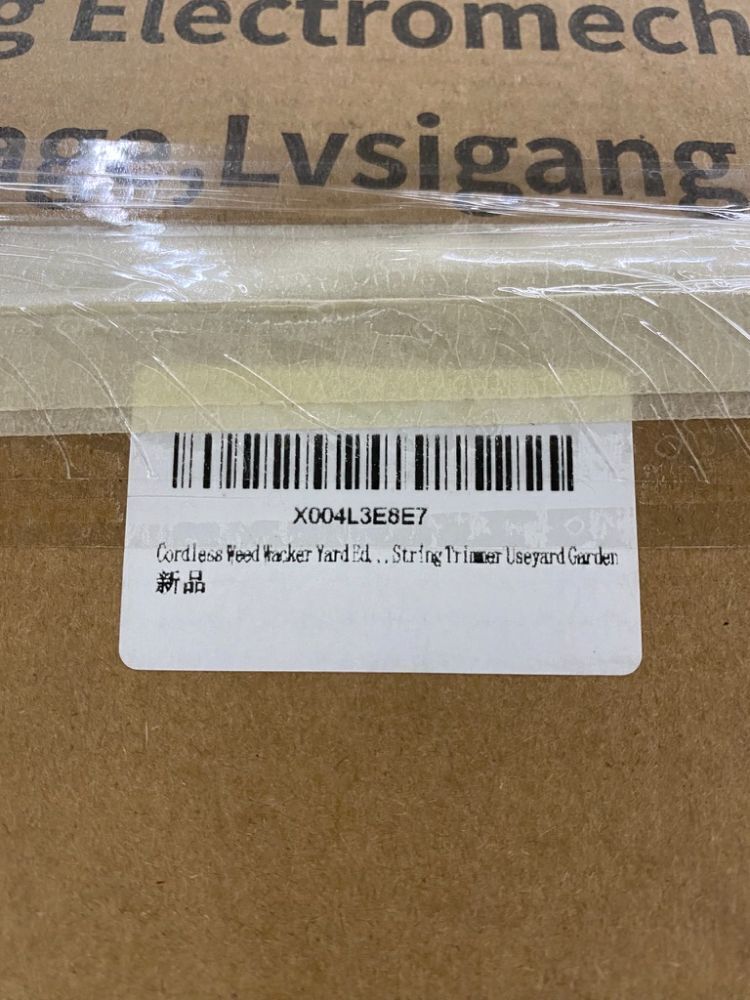 g Electromech
age,Lvsigang
X004L3E8E7
Cordless Weed Wacker Yard Ed...String Trimmer Useyard Garden
新品